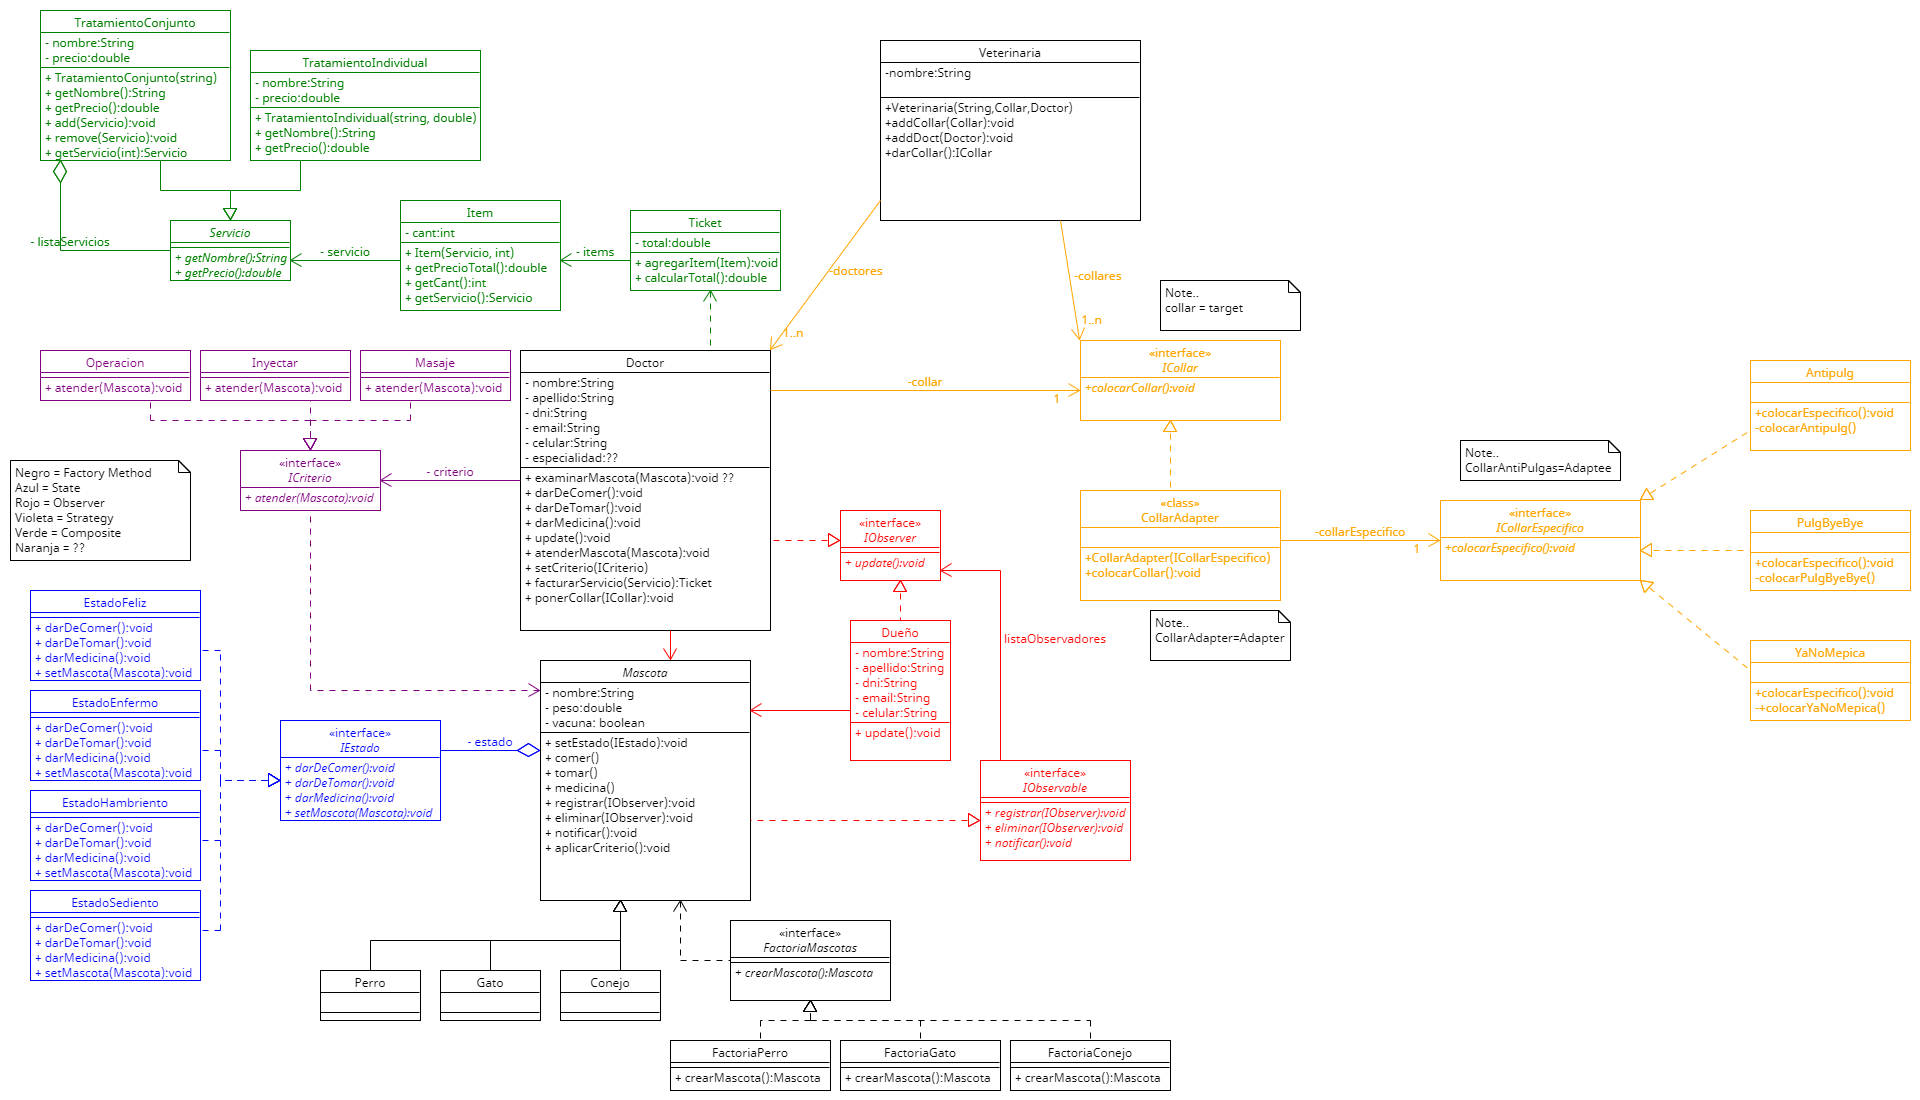 TratamientoConjunto
- nombre:String
- precio:double
+ TratamientoConjunto(string)
+ getNombre():String
+ getPrecio():double
+ add(Servicio):void
+ remove(Servicio):void
+ getServicio(int):Servicio
TratamientoIndividual
- nombre:String
- precio:double
+ TratamientoIndividual(string, double)
+ getNombre():String
+ getPrecio():double
- listaServicios
Servicio
+ getNombre():String
+ getPrecio():double
- servicio
Item
- cant:int
+ Item(Servicio, int)
+ getPrecioTotal():double
+ getCant():int
+ getServicio():Servicio
- items
Ticket
- total:double
+ agregarItem(Item):void
+ calcularTotal():double
Veterinaria
-nombre:String
+Veterinaria(String,Collar,Doctor)
+addCollar(Collar):void
+addDoct(Doctor):void
+darCollar():ICollar
-doctores
1..n
-collares
1..n
Note..
collar = target
Operacion
+ atender(Mascota):void
Inyectar
+ atender(Mascota):void
Masaje
+ atender(Mascota):void
«interface»
ICriterio
+ atender(Mascota):void
- criterio
Negro = Factory Method
Azul = State
Rojo = Observer
Violeta = Strategy
Verde = Composite
Naranja = ??
Doctor
- nombre:String
- apellido:String
- dni:String
- email:String
- celular:String
- especialidad:??
+ examinarMascota(Mascota):void ??
+ darDeComer():void
+ darDeTomar():void
+ darMedicina():void
+ update():void
+ atenderMascota(Mascota):void
+ setCriterio(ICriterio)
+ facturarServicio(Servicio):Ticket
+ ponerCollar(ICollar):void
-collar
1
«interface»
ICollar
+colocarCollar():void
«class»
CollarAdapter
+CollarAdapter(ICollarEspecifico)
+colocarCollar():void
Note..
CollarAdapter=Adapter
-collarEspecifico
1
Note..
CollarAntiPulgas=Adaptee
«interface»
ICollarEspecifico
+colocarEspecifico():void
Antipulg
+colocarEspecifico():void
-colocarAntipulg()
PulgByeBye
+colocarEspecifico():void
-colocarPulgByeBye()
YaNoMepica
+colocarEspecifico():void
-+colocarYaNoMepica()
«interface»
IObserver
+ update():void
listaObservadores
Dueño
- nombre:String
- apellido:String
- dni:String
- email:String
- celular:String
+ update():void
«interface»
IObservable
+ registrar(IObserver):void
+ eliminar(IObserver):void
+ notificar():void
EstadoFeliz
+ darDeComer():void
+ darDeTomar():void
+ darMedicina():void
+ setMascota(Mascota):void
EstadoEnfermo
+ darDeComer():void
+ darDeTomar():void
+ darMedicina():void
+ setMascota(Mascota):void
EstadoHambriento
+ darDeComer():void
+ darDeTomar():void
+ darMedicina():void
+ setMascota(Mascota):void
EstadoSediento
+ darDeComer():void
+ darDeTomar():void
+ darMedicina():void
+ setMascota(Mascota):void
«interface»
IEstado
+ darDeComer():void
+ darDeTomar():void
+ darMedicina():void
+ setMascota(Mascota):void
- estado
Mascota
- nombre:String
- peso:double
- vacuna: boolean
+ setEstado(IEstado):void
+ comer()
+ tomar()
+ medicina()
+ registrar(IObserver):void
+ eliminar(IObserver):void
+ notificar():void
+ aplicarCriterio():void
Perro
Gato
Conejo
«interface»
FactoriaMascotas
+ crearMascota():Mascota
FactoriaPerro
+ crearMascota():Mascota
FactoriaGato
+ crearMascota():Mascota
FactoriaConejo
+ crearMascota():Mascota